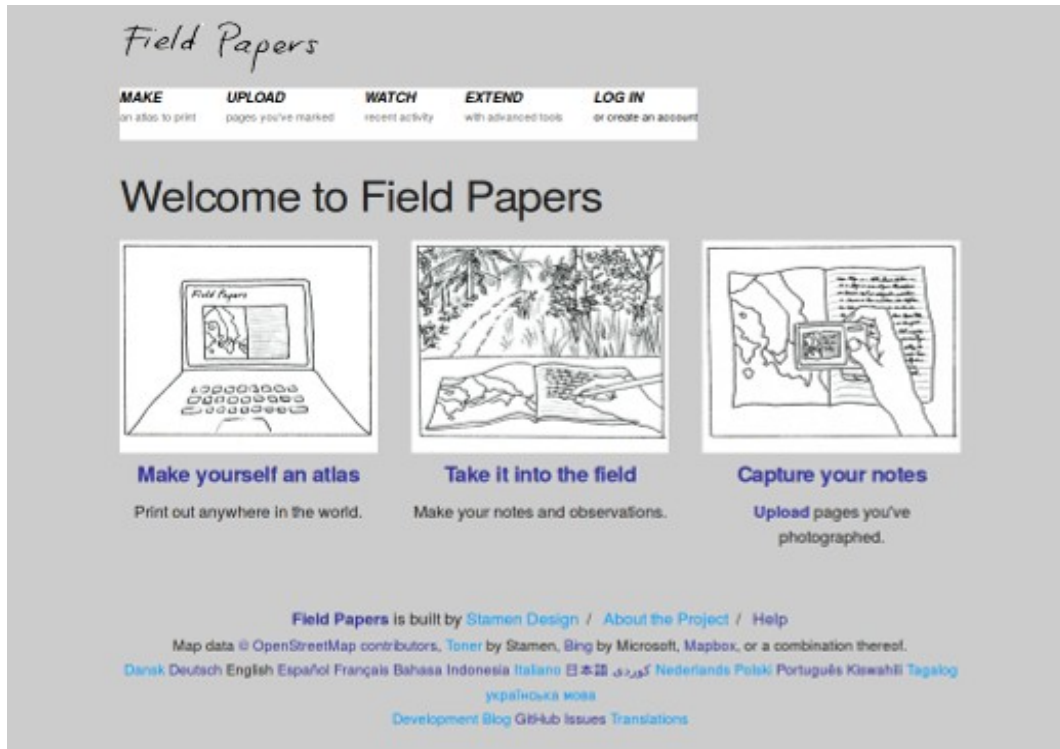 Field Papers
MAKE UPLOAD WATCH EXTEND LOG IN
an atlas to print pages you've marked recent activity with advanced tools or create an account
Welcome to Field Papers
Field Papers
Make yourself an atlas Take it into the field Capture your notes
Print out anywhere in the world. Make your notes and observations. Upload pages you've
photographed.
Field Papers is built by Stamen Design / About the Project / Help
Map data © OpenStreetMap contributors, Toner by Stamen, Bing by Microsoft, Mapbox, or a combination thereof.
Dansk Deutsch English Español Français Bahasa Indonesia Italiano 日本語 كوردی Nederlands Polski Português Kiswahili Tagalog
українська мова
Development Blog GitHub Issues Translations